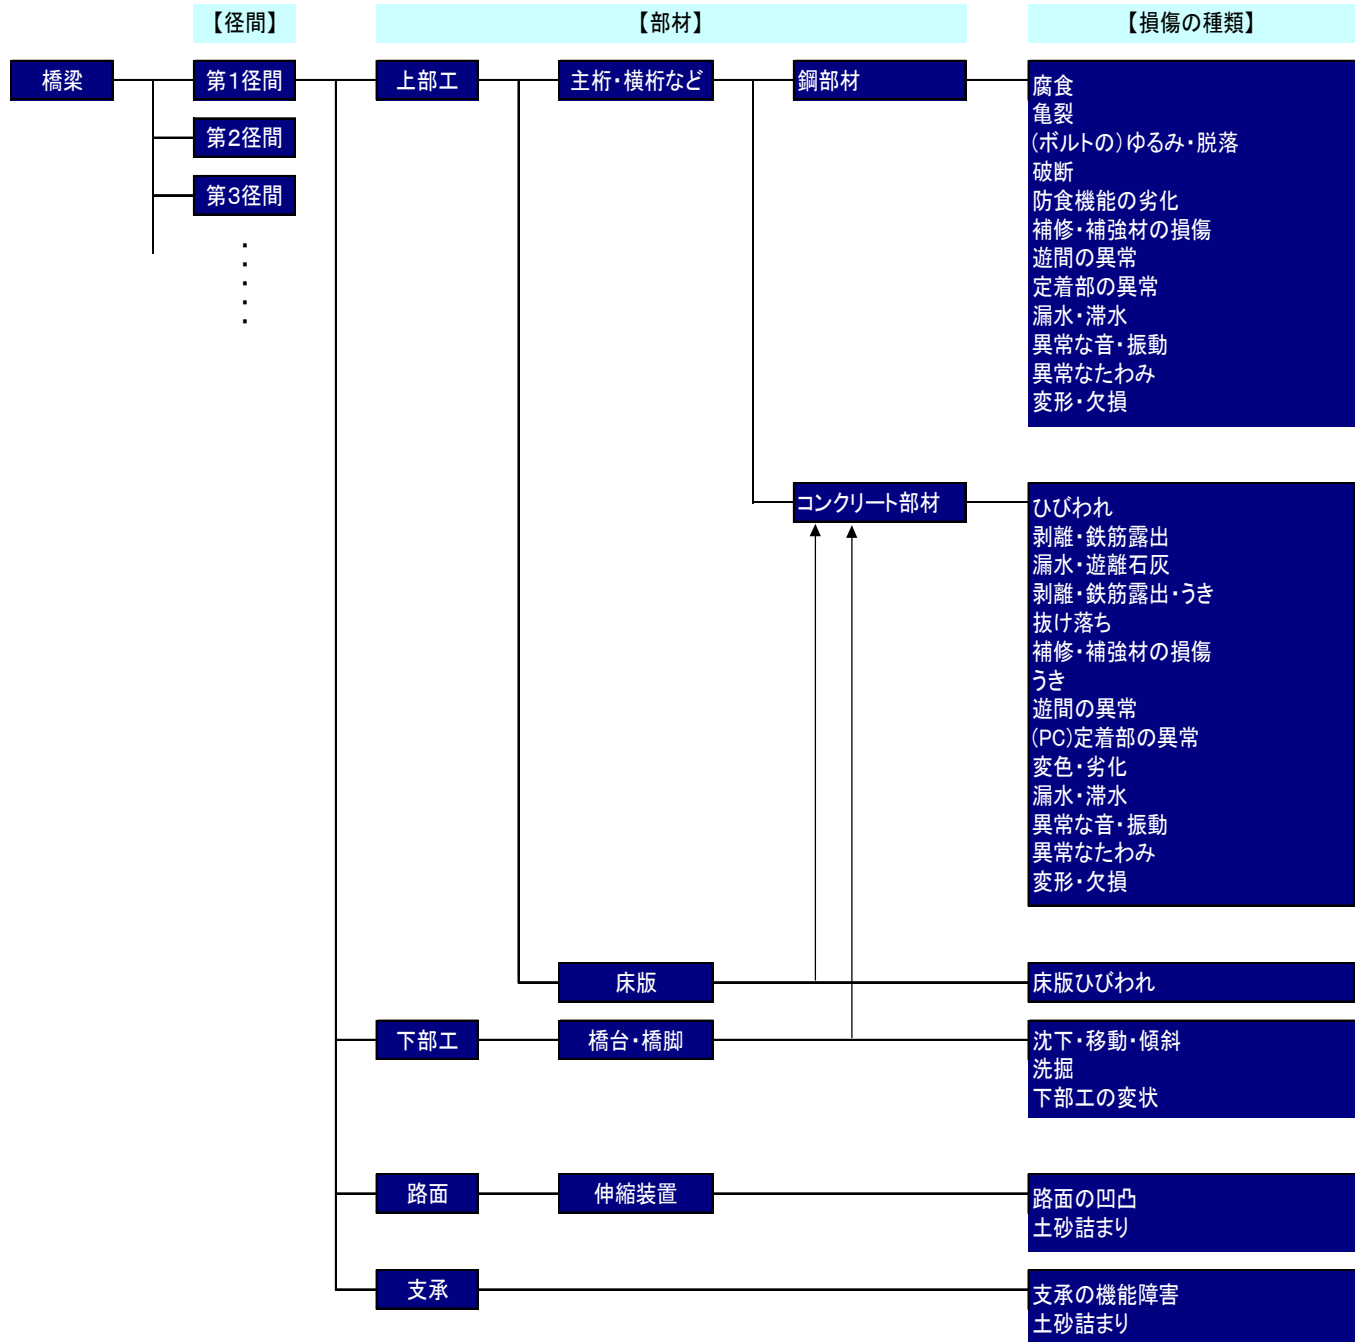 【径間】
【部材】
【損傷の種類】
橋梁
第1径間
上部工
主桁・横桁など
鋼部材
腐食
亀裂
(ボルトの)ゆるみ・脱落
破断
防食機能の劣化
補修・補強材の損傷
遊間の異常
定着部の異常
漏水・滞水
異常な音・振動
異常なたわみ
変形・欠損
第2径間
第3径間
・・・・・
コンクリート部材
ひびわれ
剥離・鉄筋露出
漏水・遊離石灰
剥離・鉄筋露出・うき
抜け落ち
補修・補強材の損傷
うき
遊間の異常
(PC)定着部の異常
変色・劣化
漏水・滞水
異常な音・振動
異常なたわみ
変形・欠損
床版
床版ひびわれ
下部工
橋台・橋脚
沈下・移動・傾斜
洗掘
下部工の変状
路面
伸縮装置
路面の凹凸
土砂詰まり
支承
支承の機能障害
土砂詰まり